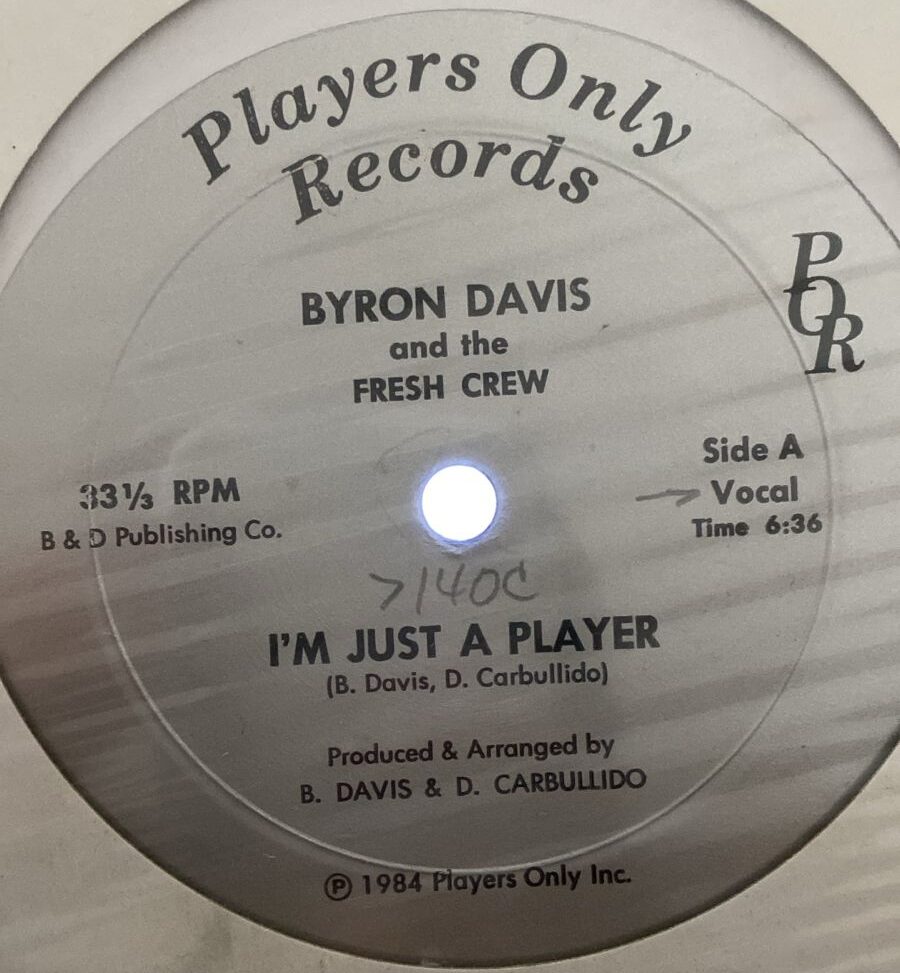 Players Only
Records
POR
BYRON DAVIS
and the
FRESH CREW
Side A
33⅓ RPM
→ Vocal
B & D Publishing Co.
Time 6:36
>140C
I'M JUST A PLAYER
(B. Davis, D. Carbullido)
Produced & Arranged by
B. DAVIS & D. CARBULLIDO
℗ 1984 Players Only Inc.